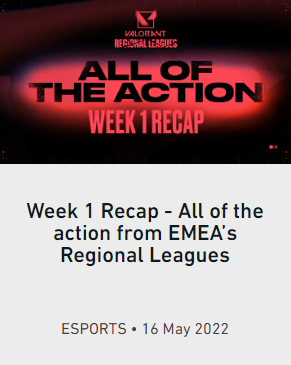 VALORANT
REGIONAL LEAGUES
ALL OF
THE ACTION
WEEK 1 RECAP
Week 1 Recap - All of the
action from EMEA’s
Regional Leagues
ESPORTS • 16 May 2022